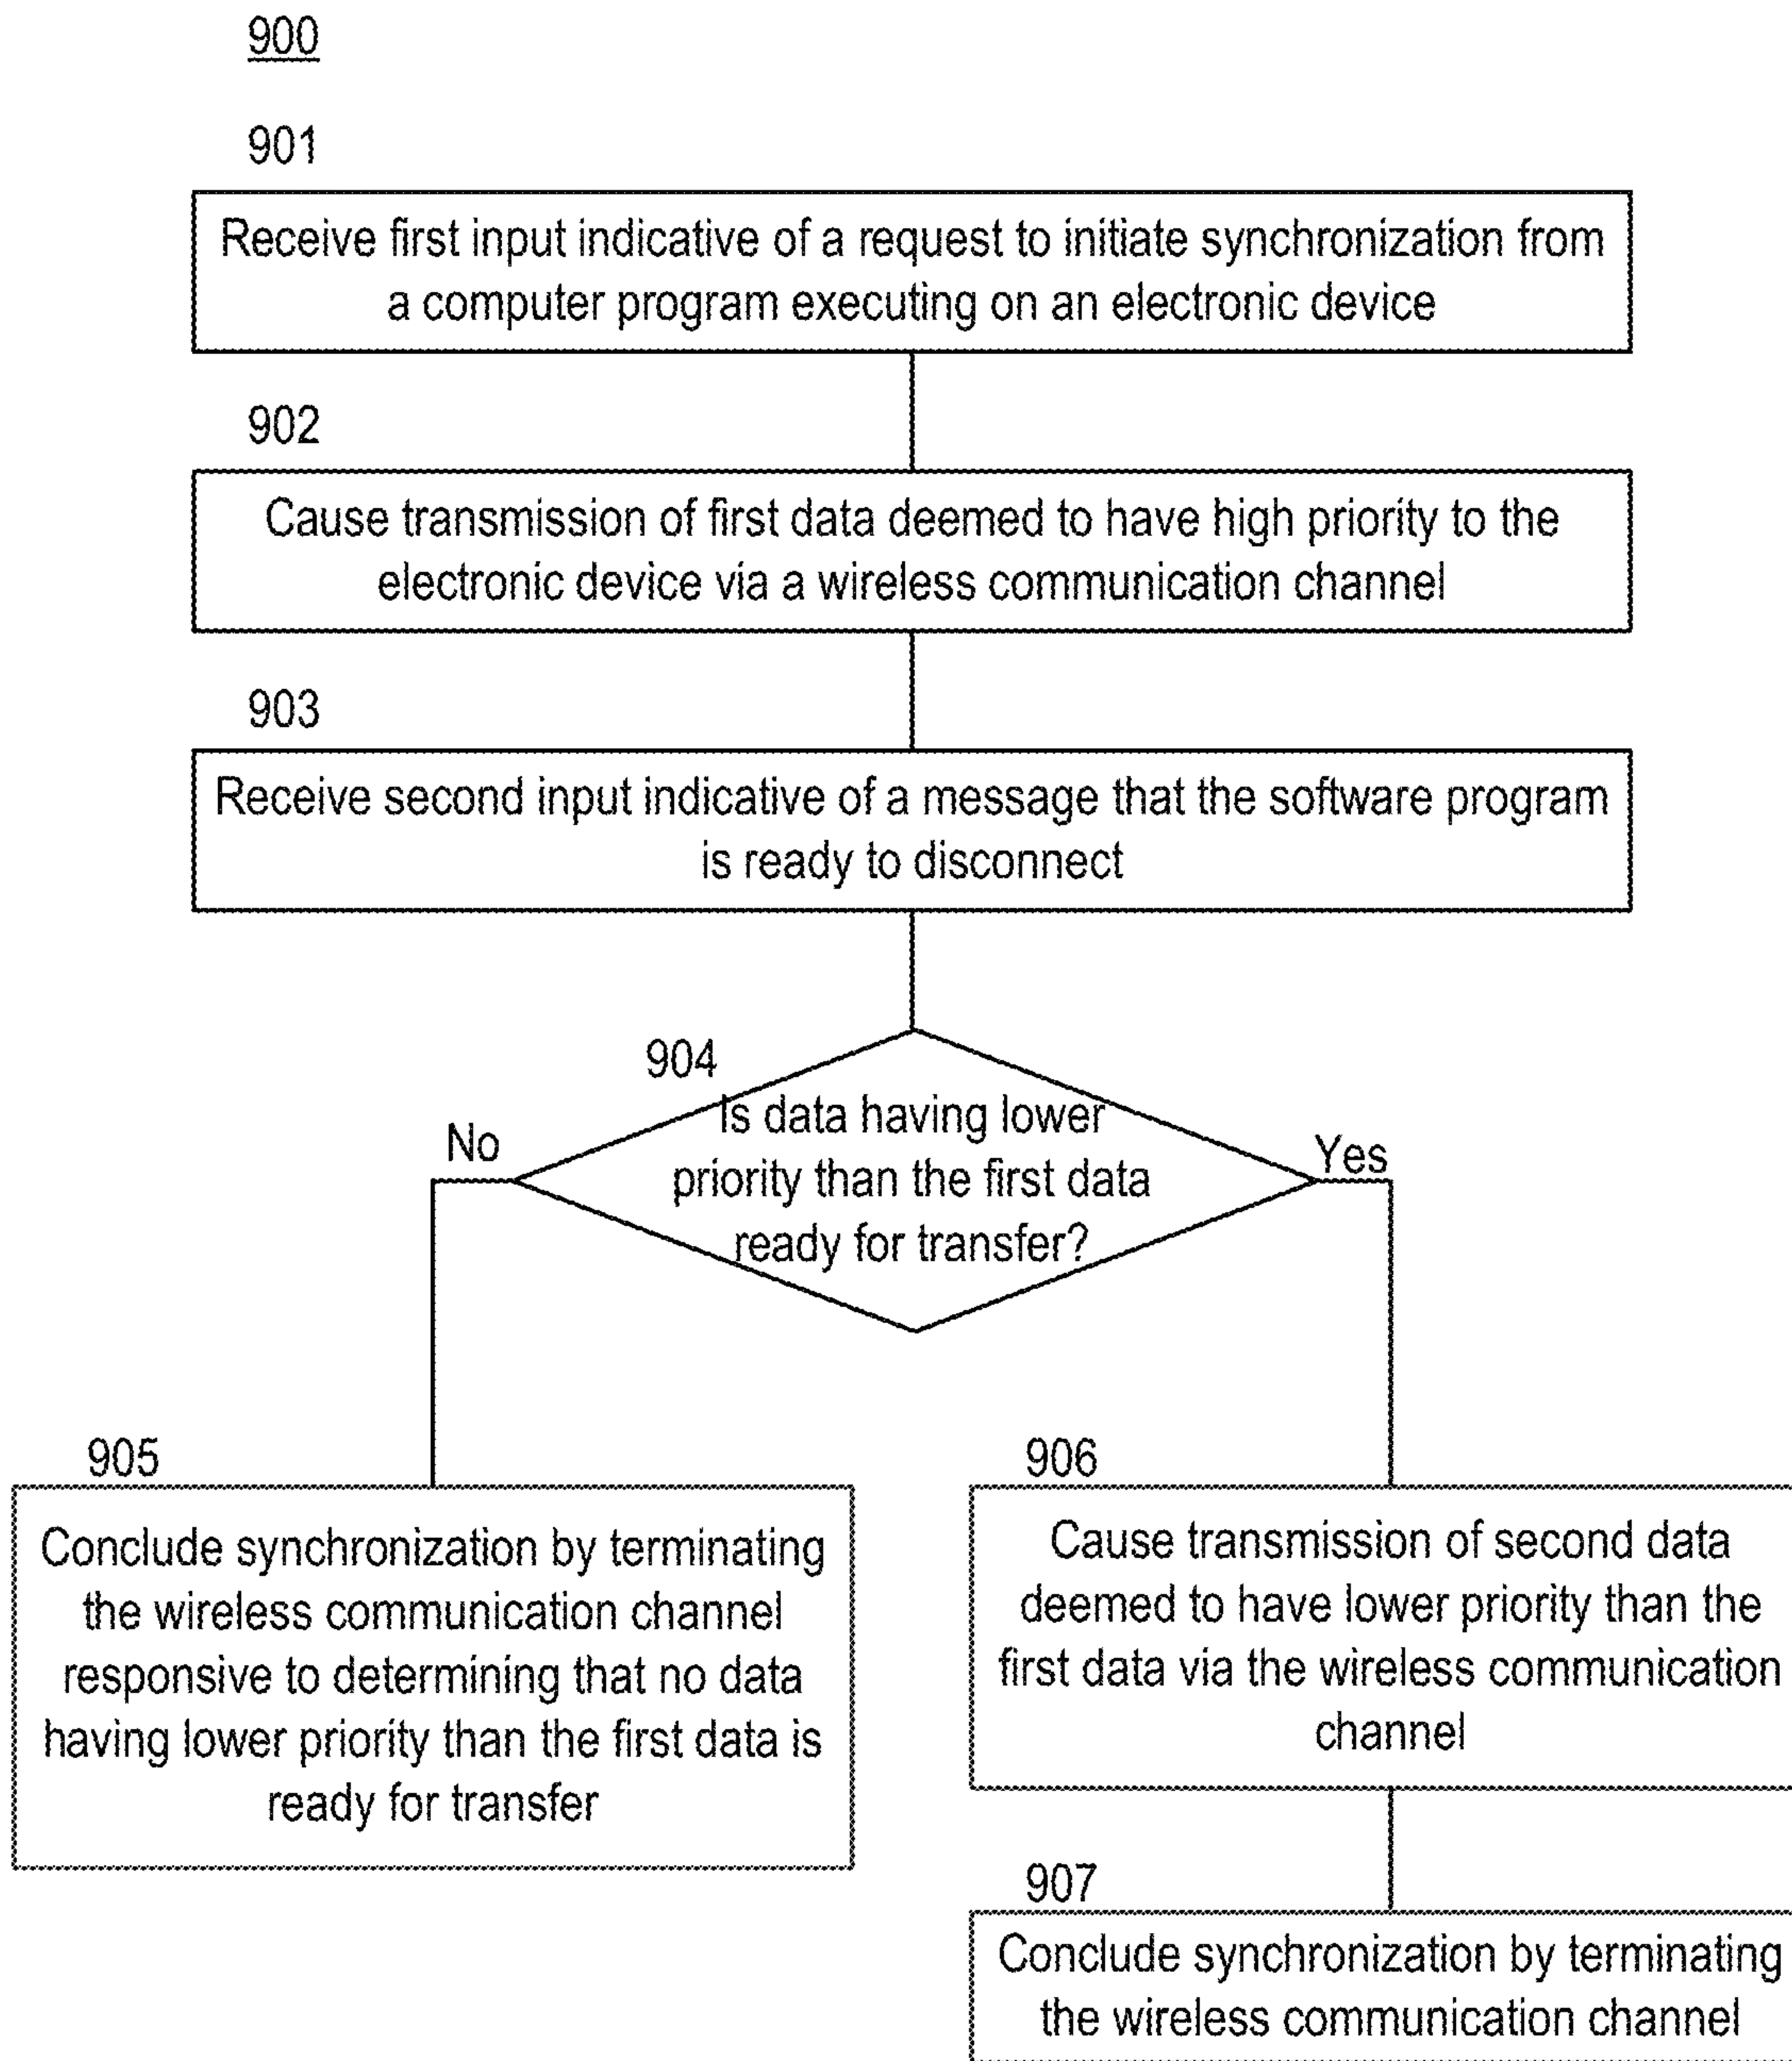 900
901
Receive first input indicative of a request to initiate synchronization from
a computer program executing on an electronic device
902
Cause transmission of first data deemed to have high priority to the
electronic device via a wireless communication channel
903
Receive second input indicative of a message that the software program
is ready to disconnect
904
Is data having lower
priority than the first data
ready for transfer?
No
Yes
905
Conclude synchronization by terminating
the wireless communication channel
responsive to determining that no data
having lower priority than the first data is
ready for transfer
906
Cause transmission of second data
deemed to have lower priority than the
first data via the wireless communication
channel
907
Conclude synchronization by terminating
the wireless communication channel